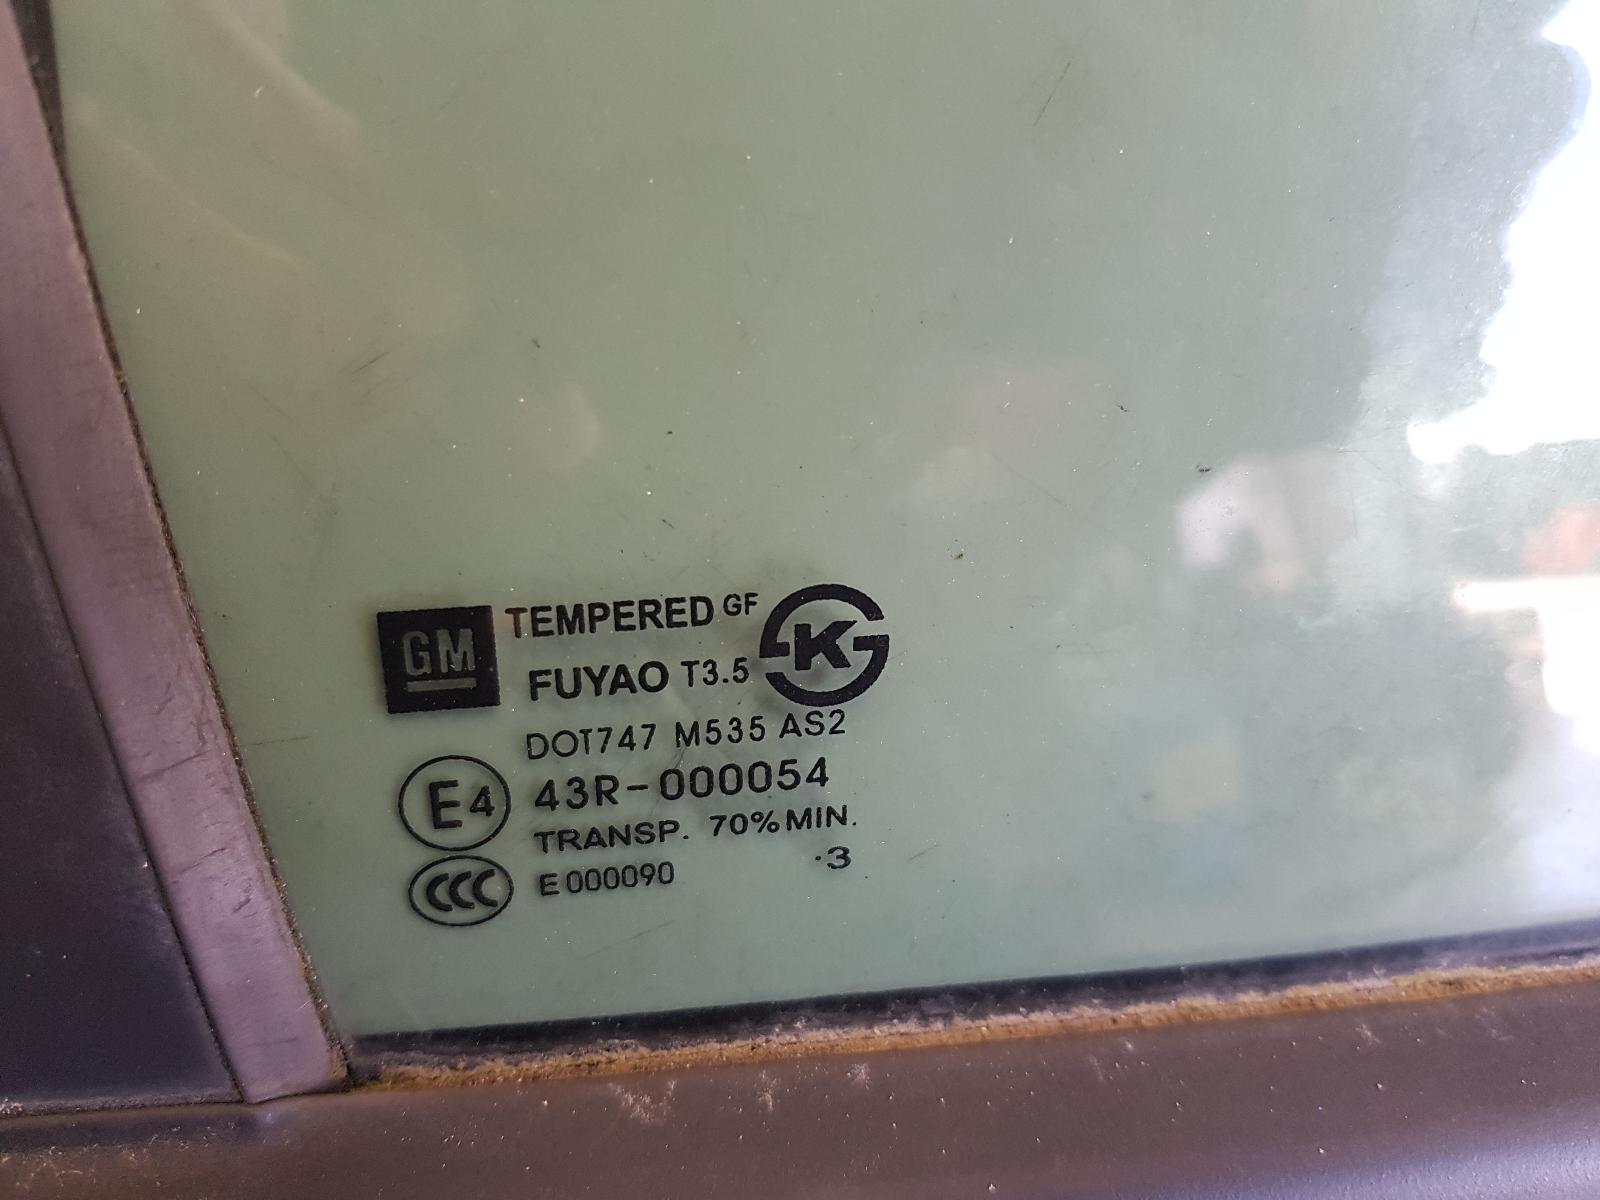 GM
TEMPERED GF
FUYAO T3.5
K
DOT747 M535 AS2
E4 43R-000054
TRANSP. 70% MIN.
CCC E000090 .3